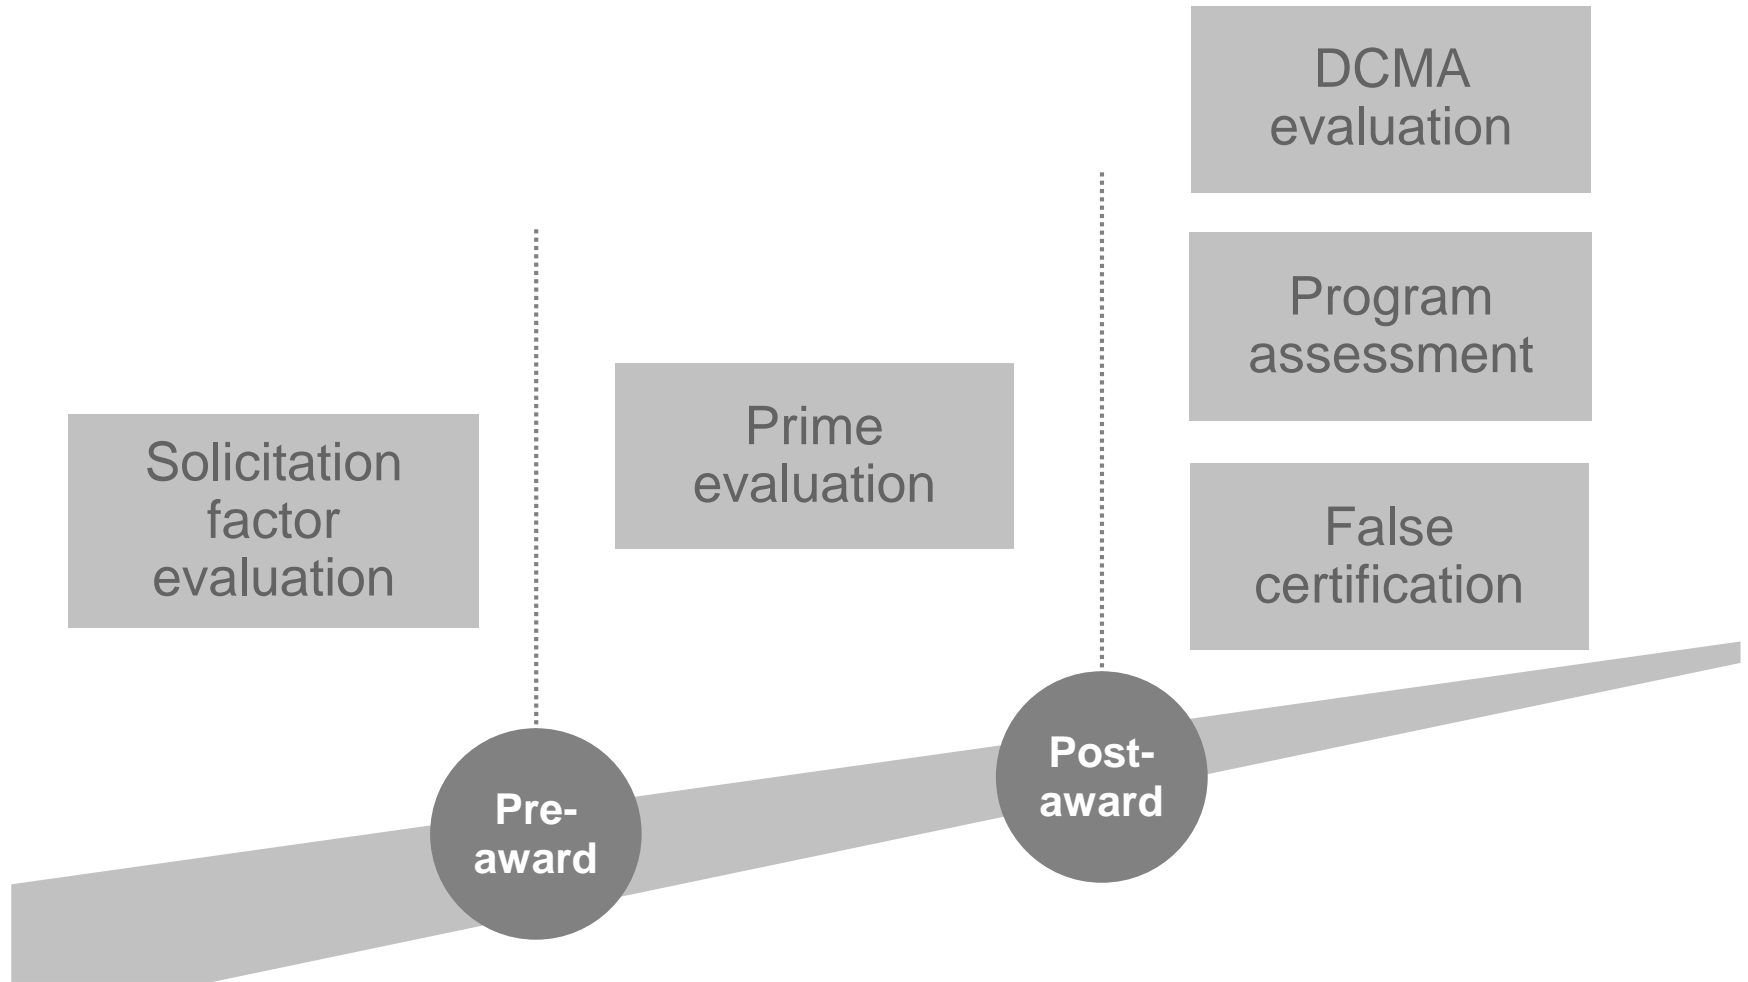 Solicitation
factor
evaluation
Pre-
award
Prime
evaluation
Post-
award
DCMA
evaluation
Program
assessment
False
certification